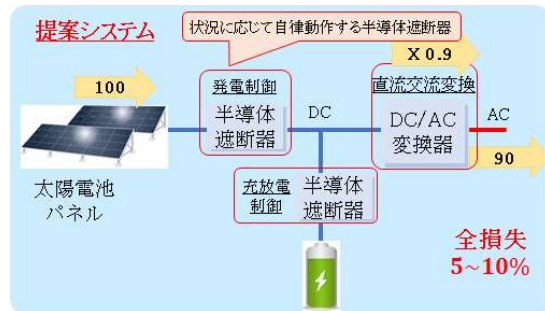 提案システム
状況に応じて自律動作する半導体遮断器
X 0.9
100
発電制御
半導体
遮断器
DC
直流交流変換
DC/AC
変換器
AC
90
太陽電池
パネル
充放電
制御
半導体
遮断器
全損失
5~10%